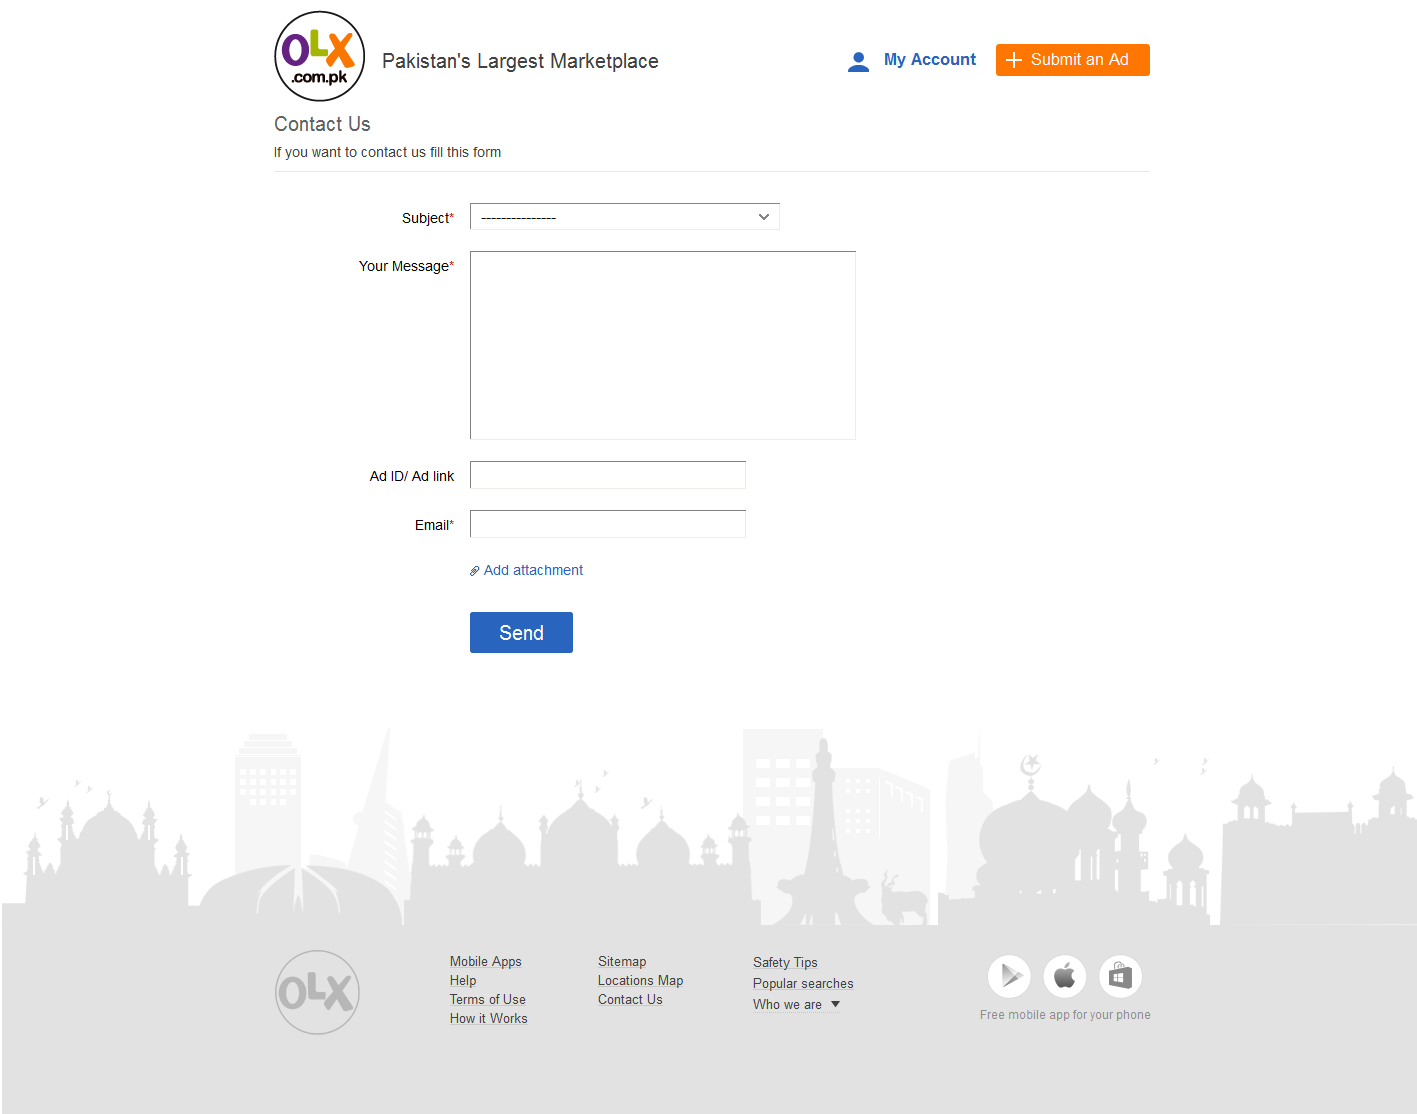 OLX
.com.pk
Pakistan's Largest Marketplace
My Account
Submit an Ad
Contact Us
If you want to contact us fill this form
Subject*
---------------
Your Message*
Ad ID/ Ad link
Email*
Add attachment
Send
OLX
Mobile Apps
Help
Terms of Use
How it Works
Sitemap
Locations Map
Contact Us
Safety Tips
Popular searches
Who we are
Free mobile app for your phone